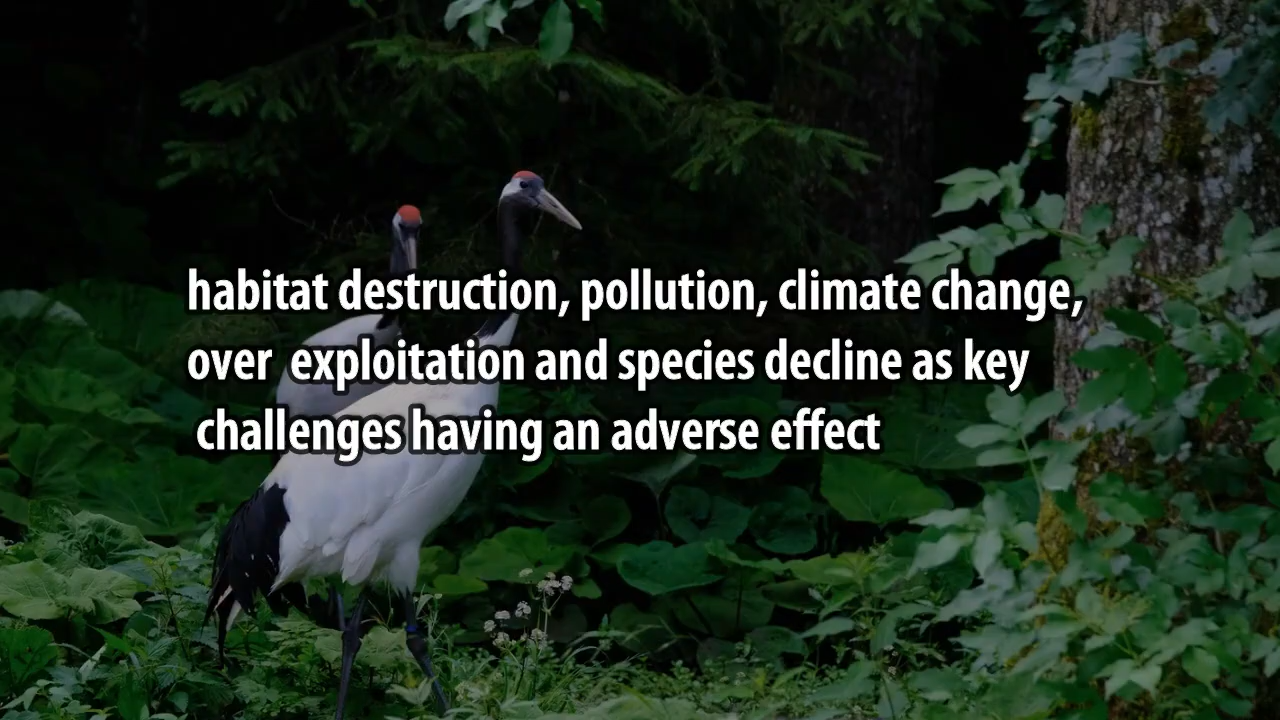 habitat destruction, pollution, climate change,
over  exploitation and species decline as key
challenges having an adverse effect